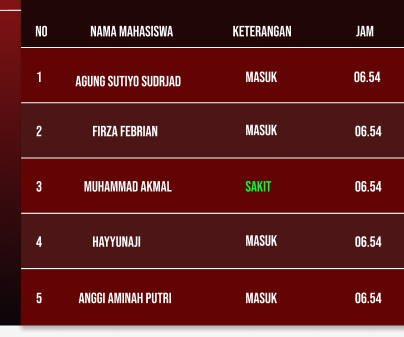 NO NAMA MAHASISWA KETERANGAN JAM
1 AGUNG SUTIYO SUDRJAD MASUK 06.54
2 FIRZA FEBRIAN MASUK 06.54
3 MUHAMMAD AKMAL SAKIT 06.54
4 HAYYUNAJI MASUK 06.54
5 ANGGI AMINAH PUTRI MASUK 06.54